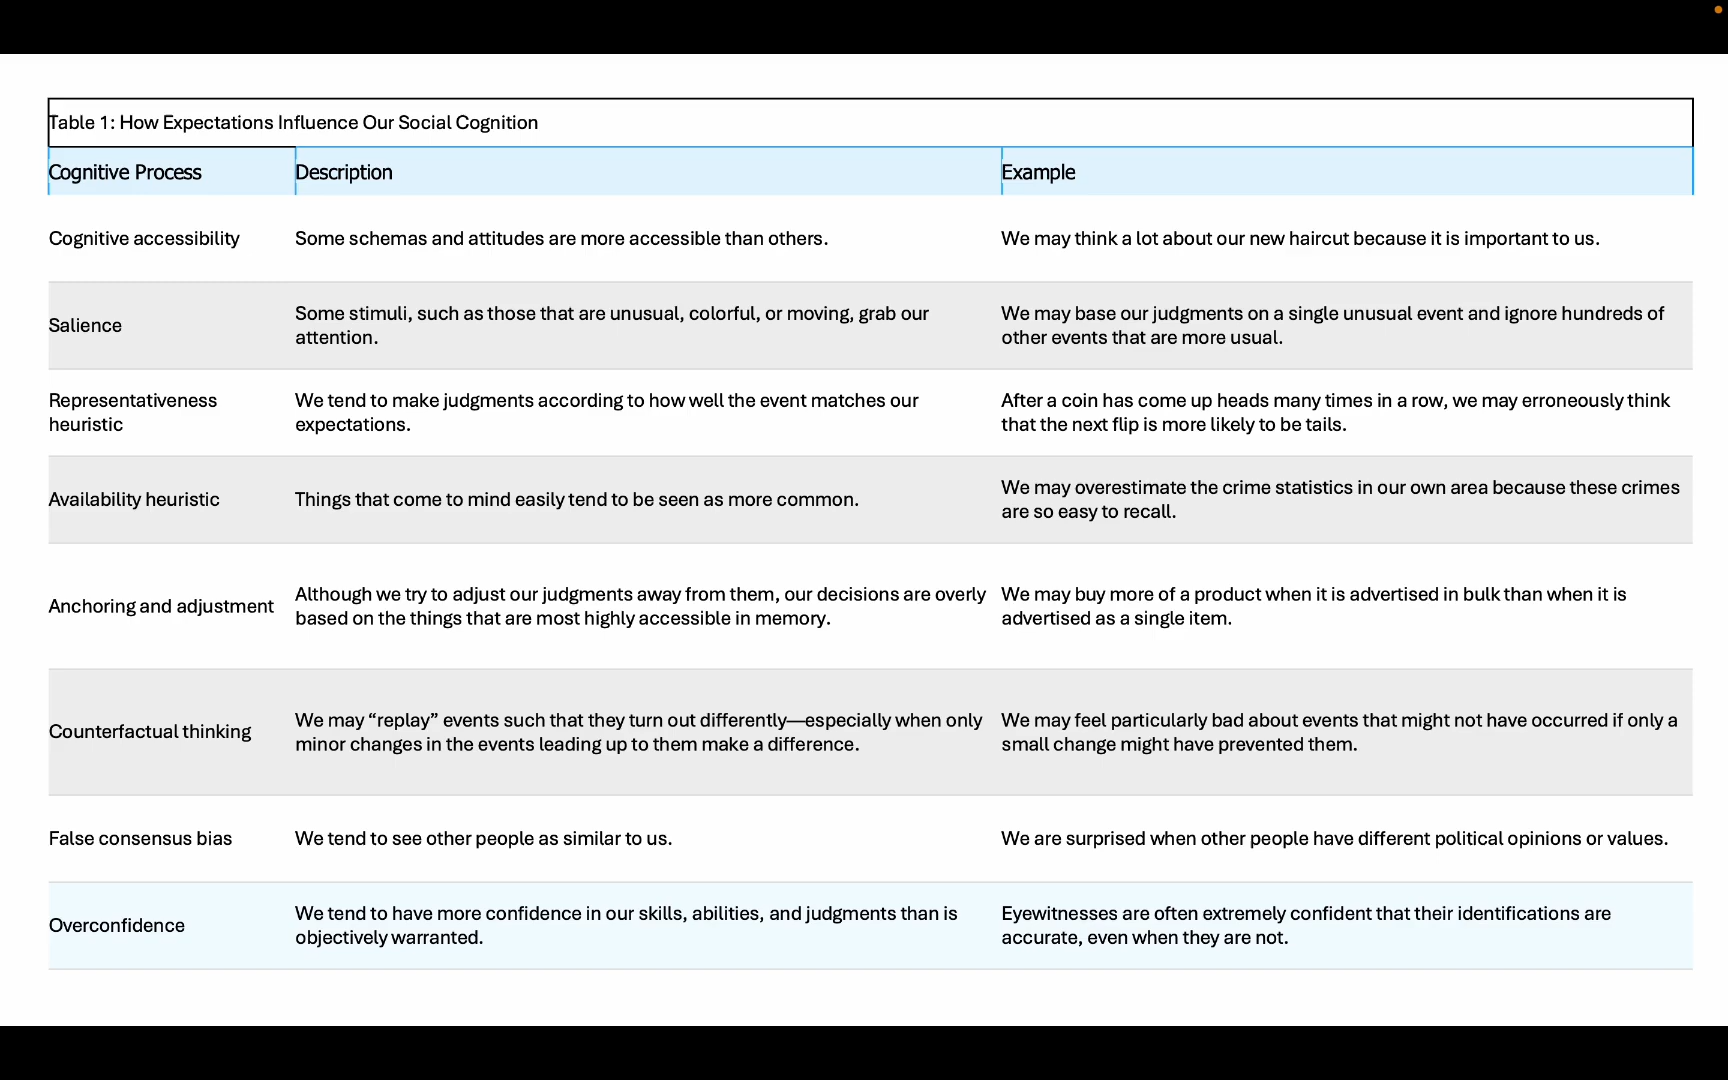 Table 1: How Expectations Influence Our Social Cognition
Cognitive Process
Description
Example
Cognitive accessibility
Some schemas and attitudes are more accessible than others.
We may think a lot about our new haircut because it is important to us.
Salience
Some stimuli, such as those that are unusual, colorful, or moving, grab our
attention.
We may base our judgments on a single unusual event and ignore hundreds of
other events that are more usual.
Representativeness
heuristic
We tend to make judgments according to how well the event matches our
expectations.
After a coin has come up heads many times in a row, we may erroneously think
that the next flip is more likely to be tails.
Availability heuristic
Things that come to mind easily tend to be seen as more common.
We may overestimate the crime statistics in our own area because these crimes
are so easy to recall.
Anchoring and adjustment
Although we try to adjust our judgments away from them, our decisions are overly
based on the things that are most highly accessible in memory.
We may buy more of a product when it is advertised in bulk than when it is
advertised as a single item.
Counterfactual thinking
We may “replay” events such that they turn out differently—especially when only
minor changes in the events leading up to them make a difference.
We may feel particularly bad about events that might not have occurred if only a
small change might have prevented them.
False consensus bias
We tend to see other people as similar to us.
We are surprised when other people have different political opinions or values.
Overconfidence
We tend to have more confidence in our skills, abilities, and judgments than is
objectively warranted.
Eyewitnesses are often extremely confident that their identifications are
accurate, even when they are not.